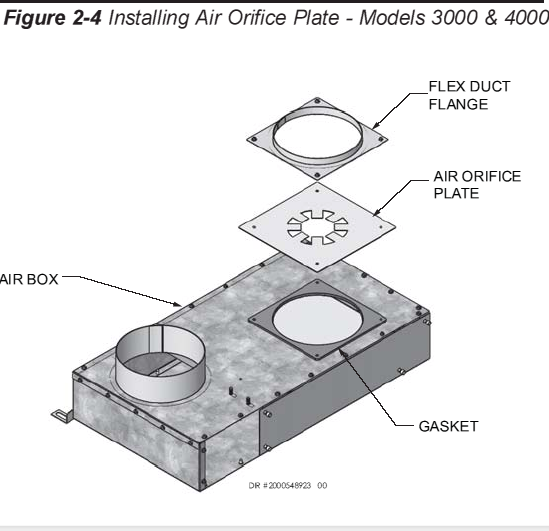 Figure 2-4 Installing Air Orifice Plate - Models 3000 & 4000
FLEX DUCT
FLANGE
AIR ORIFICE
PLATE
AIR BOX
GASKET
DIR #2000548923 00